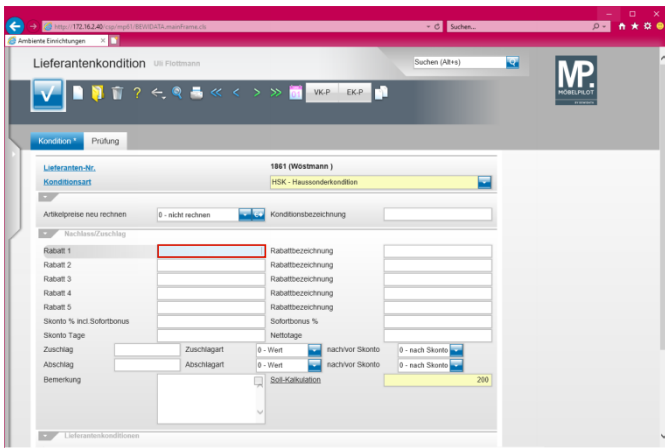 http://172.16.2.40/csp/mp61/BEWIDATA.mainFrame.cls
Suchen...
Ambiente Einrichtungen
Lieferantenkondition Uli Flottmann
Suchen (Alt+s)
MP.
MÖBELPILOT
VK-P EK-P
Kondition * Prüfung
Lieferanten-Nr. 1861 (Wöstmann )
Konditionsart HSK - Haussonderkondition
Artikelpreise neu rechnen 0 - nicht rechnen Konditionsbezeichnung
Nachlass/Zuschlag
Rabatt 1 Rabattbezeichnung
Rabatt 2 Rabattbezeichnung
Rabatt 3 Rabattbezeichnung
Rabatt 4 Rabattbezeichnung
Rabatt 5 Rabattbezeichnung
Skonto % incl.Sofortbonus Sofortbonus %
Skonto Tage Nettotage
Zuschlag Zuschlagart 0 - Wert nach/vor Skonto 0 - nach Skonto
Abschlag Abschlagart 0 - Wert nach/vor Skonto 0 - nach Skonto
Bemerkung Soll-Kalkulation 200
Lieferantenkonditionen